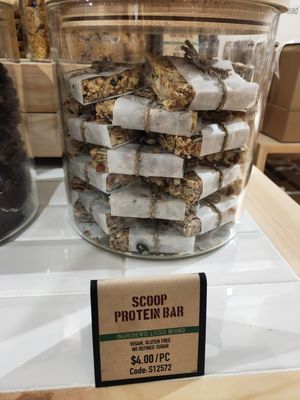 SCOOP
PROTEIN BAR
INGREDIENTS LISTED BEHIND
VEGAN, GLUTEN FREE
NO REFINED SUGAR
$4.00/PC
Code: S12572